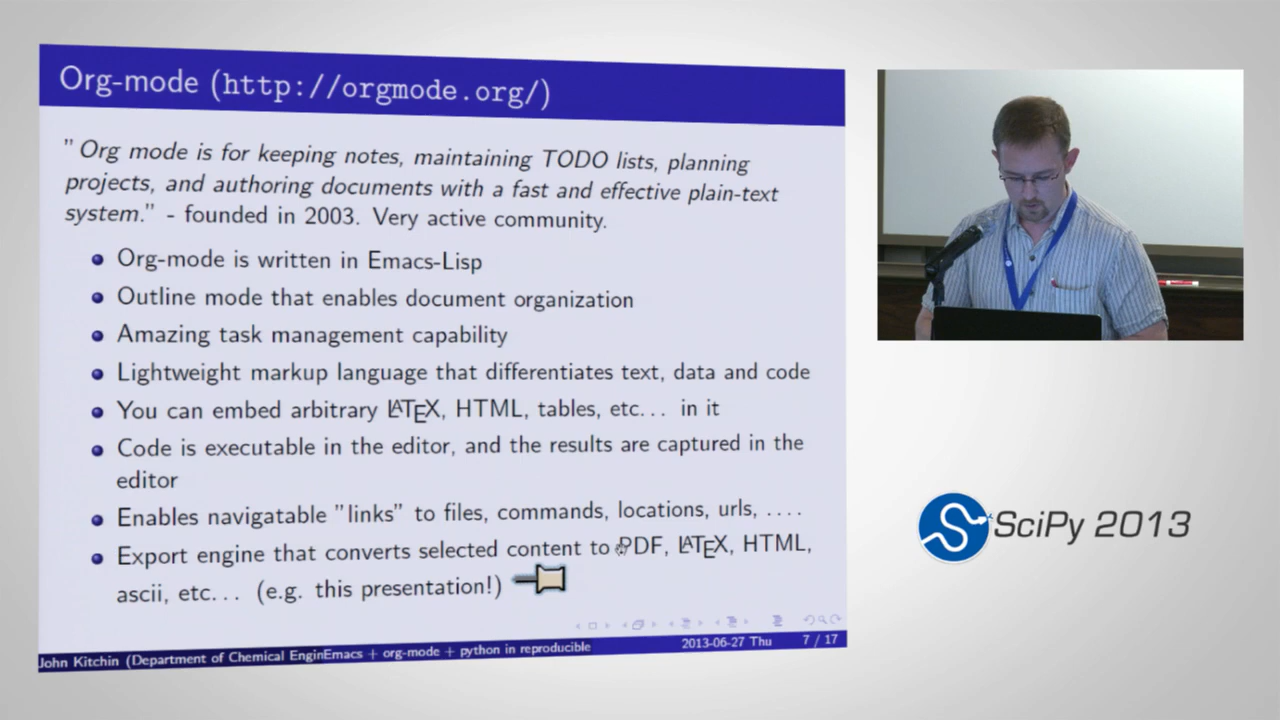 Org-mode (http://orgmode.org/)
" Org mode is for keeping notes, maintaining TODO lists, planning
projects, and authoring documents with a fast and effective plain-text
system." - founded in 2003. Very active community.
Org-mode is written in Emacs-Lisp
Outline mode that enables document organization
Amazing task management capability
Lightweight markup language that differentiates text, data and code
You can embed arbitrary LATEX, HTML, tables, etc... in it
Code is executable in the editor, and the results are captured in the
editor
Enables navigatable "links" to files, commands, locations, urls, ....
Export engine that converts selected content to PDF, LATEX, HTML,
ascii, etc... (e.g. this presentation!)
John Kitchin (Department of Chemical EnginEmacs + org-mode + python in reproducible
2013-06-27 Thu 7 / 17
SciPy 2013